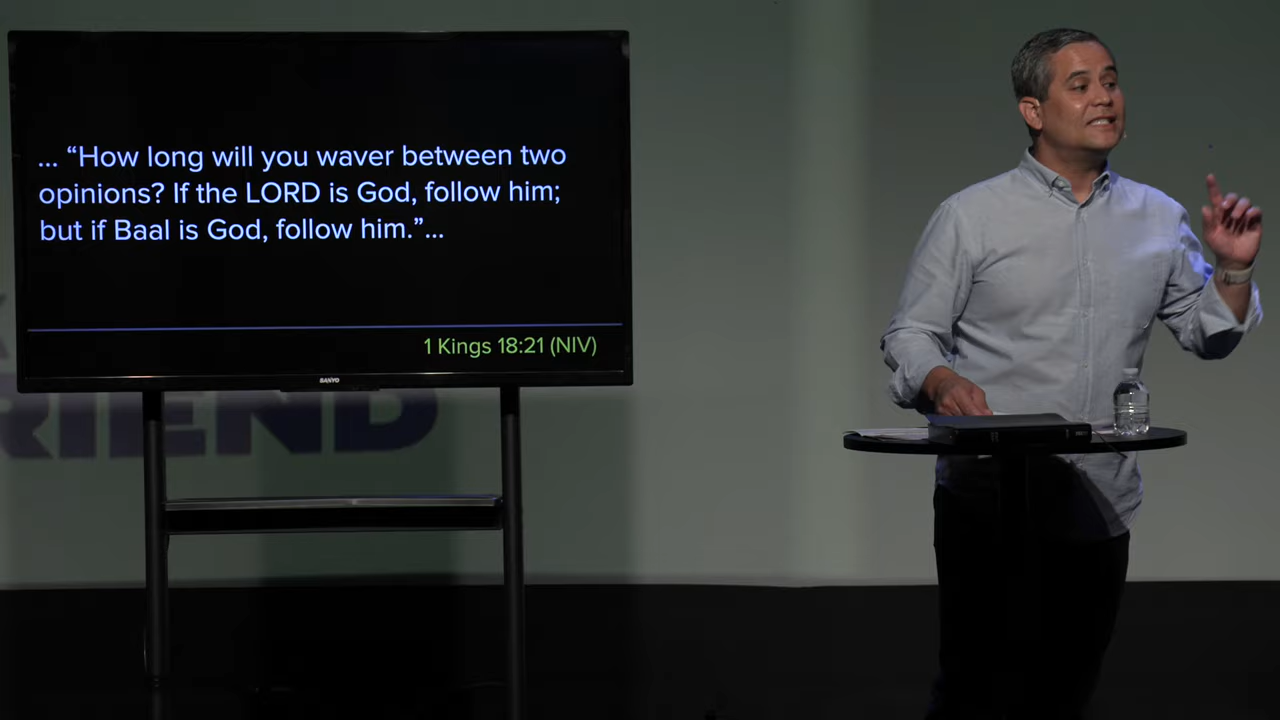 ... “How long will you waver between two
opinions? If the LORD is God, follow him;
but if Baal is God, follow him.”...
1 Kings 18:21 (NIV)
SANYO
RIEND